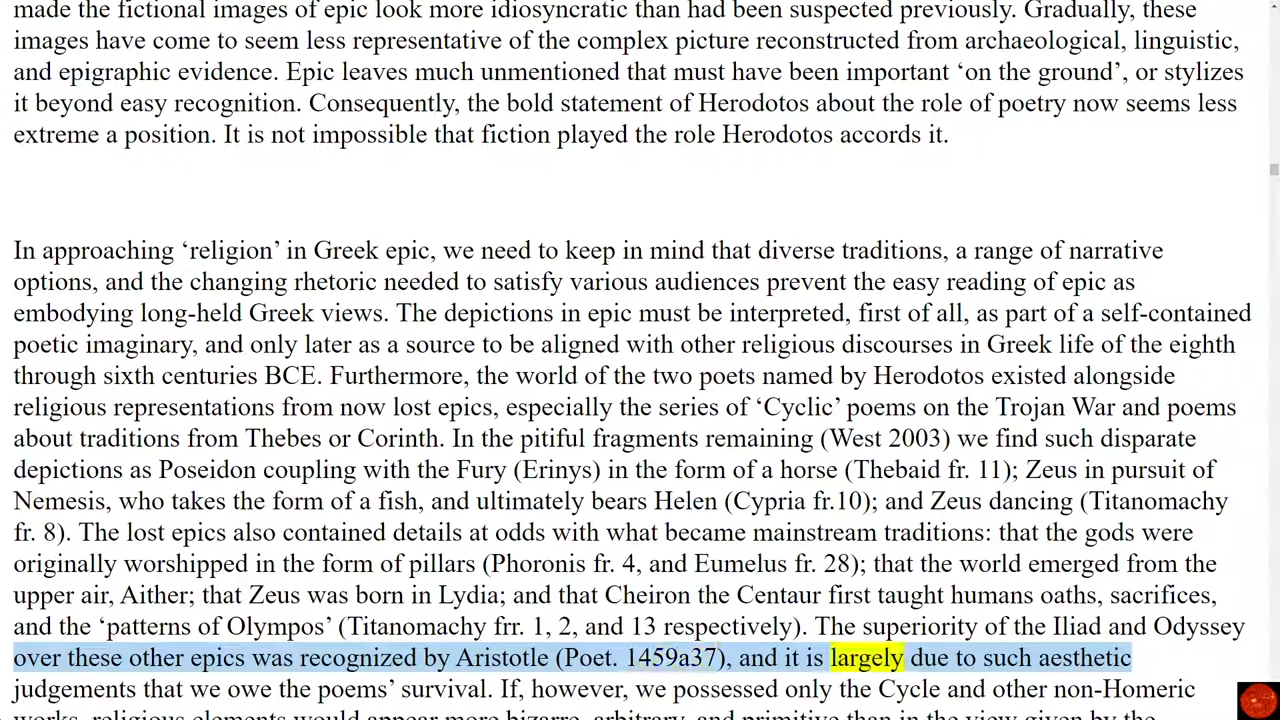 made the fictional images of epic look more idiosyncratic than had been suspected previously. Gradually, these
images have come to seem less representative of the complex picture reconstructed from archaeological, linguistic,
and epigraphic evidence. Epic leaves much unmentioned that must have been important ‘on the ground’, or stylizes
it beyond easy recognition. Consequently, the bold statement of Herodotos about the role of poetry now seems less
extreme a position. It is not impossible that fiction played the role Herodotos accords it.
In approaching ‘religion’ in Greek epic, we need to keep in mind that diverse traditions, a range of narrative
options, and the changing rhetoric needed to satisfy various audiences prevent the easy reading of epic as
embodying long-held Greek views. The depictions in epic must be interpreted, first of all, as part of a self-contained
poetic imaginary, and only later as a source to be aligned with other religious discourses in Greek life of the eighth
through sixth centuries BCE. Furthermore, the world of the two poets named by Herodotos existed alongside
religious representations from now lost epics, especially the series of ‘Cyclic’ poems on the Trojan War and poems
about traditions from Thebes or Corinth. In the pitiful fragments remaining (West 2003) we find such disparate
depictions as Poseidon coupling with the Fury (Erinys) in the form of a horse (Thebaid fr. 11); Zeus in pursuit of
Nemesis, who takes the form of a fish, and ultimately bears Helen (Cypria fr.10); and Zeus dancing (Titanomachy
fr. 8). The lost epics also contained details at odds with what became mainstream traditions: that the gods were
originally worshipped in the form of pillars (Phoronis fr. 4, and Eumelus fr. 28); that the world emerged from the
upper air, Aither; that Zeus was born in Lydia; and that Cheiron the Centaur first taught humans oaths, sacrifices,
and the ‘patterns of Olympos’ (Titanomachy frr. 1, 2, and 13 respectively). The superiority of the Iliad and Odyssey
over these other epics was recognized by Aristotle (Poet. 1459a37), and it is largely due to such aesthetic
judgements that we owe the poems’ survival. If, however, we possessed only the Cycle and other non-Homeric
works, religious elements would appear more bizarre, arbitrary, and primitive than in the view given by the